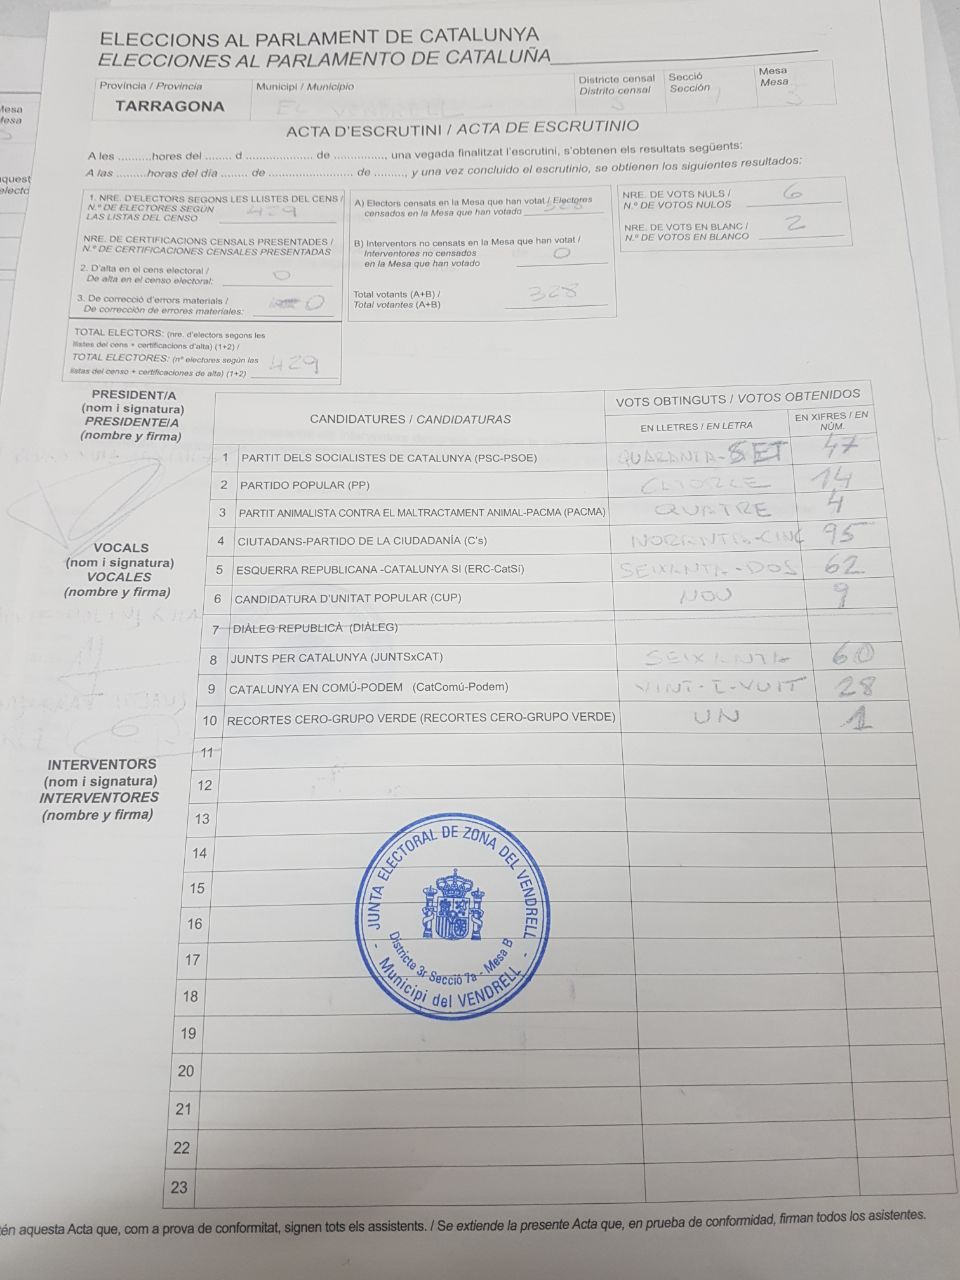 ELECCIONS AL PARLAMENT DE CATALUNYA
ELECCIONES AL PARLAMENTO DE CATALUÑA
Província / Provincia
TARRAGONA
Municipi / Municipio
EL VENDRELL
Districte censal
Distrito censal
3
Secció
Sección
Mesa
Mesa
ACTA D'ESCRUTINI / ACTA DE ESCRUTINIO
A les ..........hores del ........ d .................... de ..............., una vegada finalitzat l'escrutini, s'obtenen els resultats següents:
A las .........horas del día ........ de ......................... de ........., y una vez concluido el escrutinio, se obtienen los siguientes resultados:
1. NRE. D'ELECTORS SEGONS LES LLISTES DEL CENS /
N.º DE ELECTORES SEGÚN
LAS LISTAS DEL CENSO 429
NRE. DE CERTIFICACIONS CENSALS PRESENTADES /
N.º DE CERTIFICACIONES CENSALES PRESENTADAS
2. D'alta en el cens electoral /
De alta en el censo electoral: 0
3. De correcció d'errors materials /
De corrección de errores materiales: 0
TOTAL ELECTORS: (nre. d'electors segons les
llistes del cens + certificacions d'alta) (1+2) /
TOTAL ELECTORES: (nº electores según las
listas del censo + certificaciones de alta) (1+2) 429
A) Electors censats en la Mesa que han votat / Electores
censados en la Mesa que han votado 328
B) Interventors no censats en la Mesa que han votat /
Interventores no censados
en la Mesa que han votado 0
Total votants (A+B) /
Total votantes (A+B) 328
NRE. DE VOTS NULS /
N.º DE VOTOS NULOS 6
NRE. DE VOTS EN BLANC /
N.º DE VOTOS EN BLANCO 2
PRESIDENT/A
(nom i signatura)
PRESIDENTE/A
(nombre y firma)
VOCALS
(nom i signatura)
VOCALES
(nombre y firma)
INTERVENTORS
(nom i signatura)
INTERVENTORES
(nombre y firma)
CANDIDATURES / CANDIDATURAS
VOTS OBTINGUTS / VOTOS OBTENIDOS
EN LLETRES / EN LETRA
EN XIFRES / EN NÚM.
1 PARTIT DELS SOCIALISTES DE CATALUNYA (PSC-PSOE) QUARANTA-SET 47
2 PARTIDO POPULAR (PP) CATORZE 14
3 PARTIT ANIMALISTA CONTRA EL MALTRACTAMENT ANIMAL-PACMA (PACMA) QUATRE 4
4 CIUTADANS-PARTIDO DE LA CIUDADANÍA (C's) NORANTA-CINC 95
5 ESQUERRA REPUBLICANA -CATALUNYA SI (ERC-CatSí) SEIXANTA-DOS 62
6 CANDIDATURA D'UNITAT POPULAR (CUP) NOU 9
7 DIÀLEG REPUBLICÀ (DIÀLEG)
8 JUNTS PER CATALUNYA (JUNTSxCAT) SEIXANTA 60
9 CATALUNYA EN COMÚ-PODEM (CatComú-Podem) VINT-I-VUIT 28
10 RECORTES CERO-GRUPO VERDE (RECORTES CERO-GRUPO VERDE) UN 1
11
12
13
14
15
16
17
18
19
20
21
22
23
JUNTA ELECTORAL DE ZONA DEL VENDRELL
Districte 3r Secció 7a - Mesa B
- Municipi del VENDRELL -
tén aquesta Acta que, com a prova de conformitat, signen tots els assistents. / Se extiende la presente Acta que, en prueba de conformidad, firman todos los asistentes.